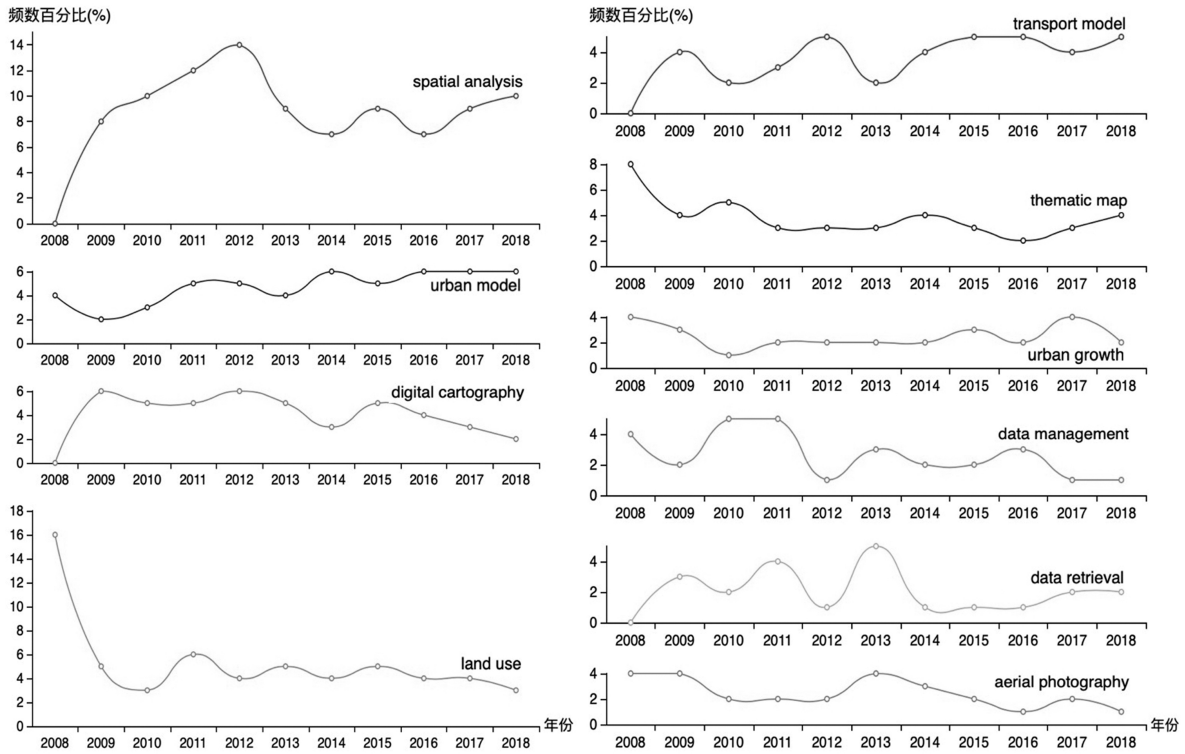 频数百分比(%)
14
12
10
8
6
4
2
0
spatial analysis
2008 2009 2010 2011 2012 2013 2014 2015 2016 2017 2018
6
4
2
0
urban model
2008 2009 2010 2011 2012 2013 2014 2015 2016 2017 2018
6
4
2
0
digital cartography
2008 2009 2010 2011 2012 2013 2014 2015 2016 2017 2018
18
16
14
12
10
8
6
4
2
0
land use
年份
2008 2009 2010 2011 2012 2013 2014 2015 2016 2017 2018
频数百分比(%)
transport model
4
2
0
2008 2009 2010 2011 2012 2013 2014 2015 2016 2017 2018
8
6
4
2
0
thematic map
2008 2009 2010 2011 2012 2013 2014 2015 2016 2017 2018
4
2
0
urban growth
2008 2009 2010 2011 2012 2013 2014 2015 2016 2017 2018
4
2
0
data management
2008 2009 2010 2011 2012 2013 2014 2015 2016 2017 2018
4
2
0
data retrieval
2008 2009 2010 2011 2012 2013 2014 2015 2016 2017 2018
4
2
0
aerial photography
年份
2008 2009 2010 2011 2012 2013 2014 2015 2016 2017 2018